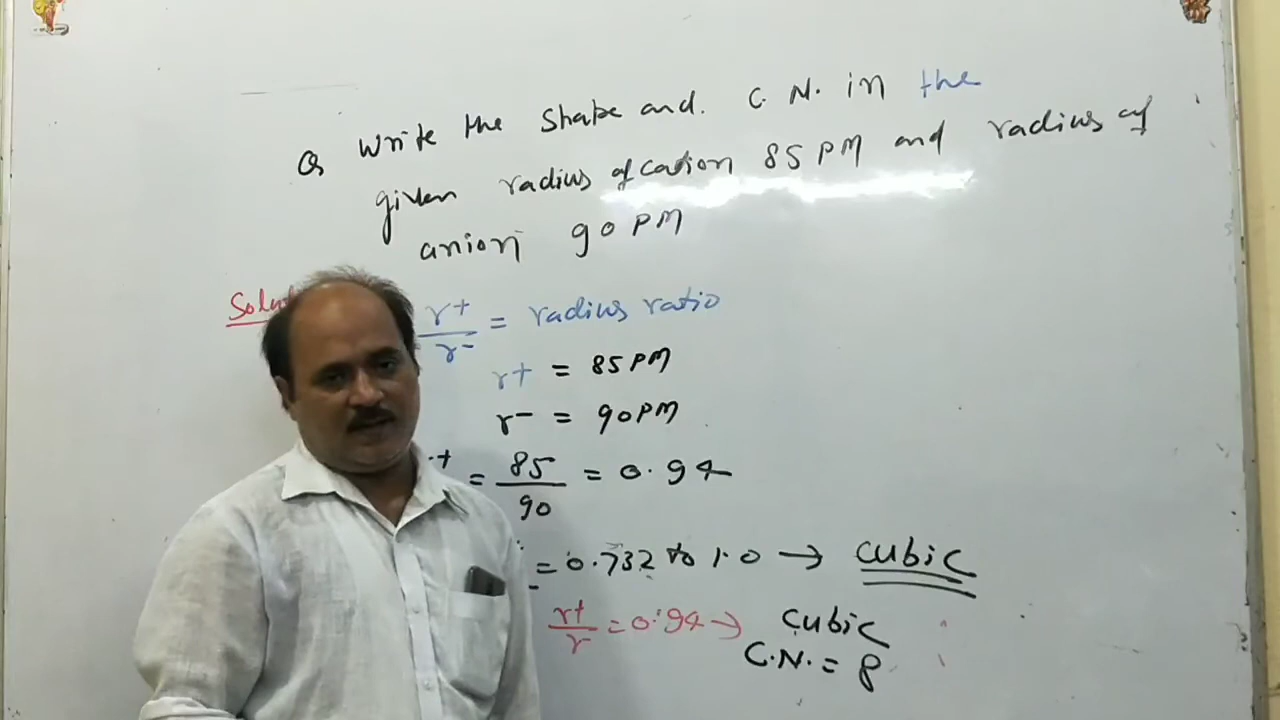 Q Write the Shape and. C. N. in the
given radius of cation 85 PM and radius of
anion 90 PM
r+/r- = radius ratio
r+ = 85 PM
r- = 90 PM
= 85/90 = 0.94
= 0.732 to 1.0 → cubic
r+/r = 0.94 → Cubic
C.N. = 8